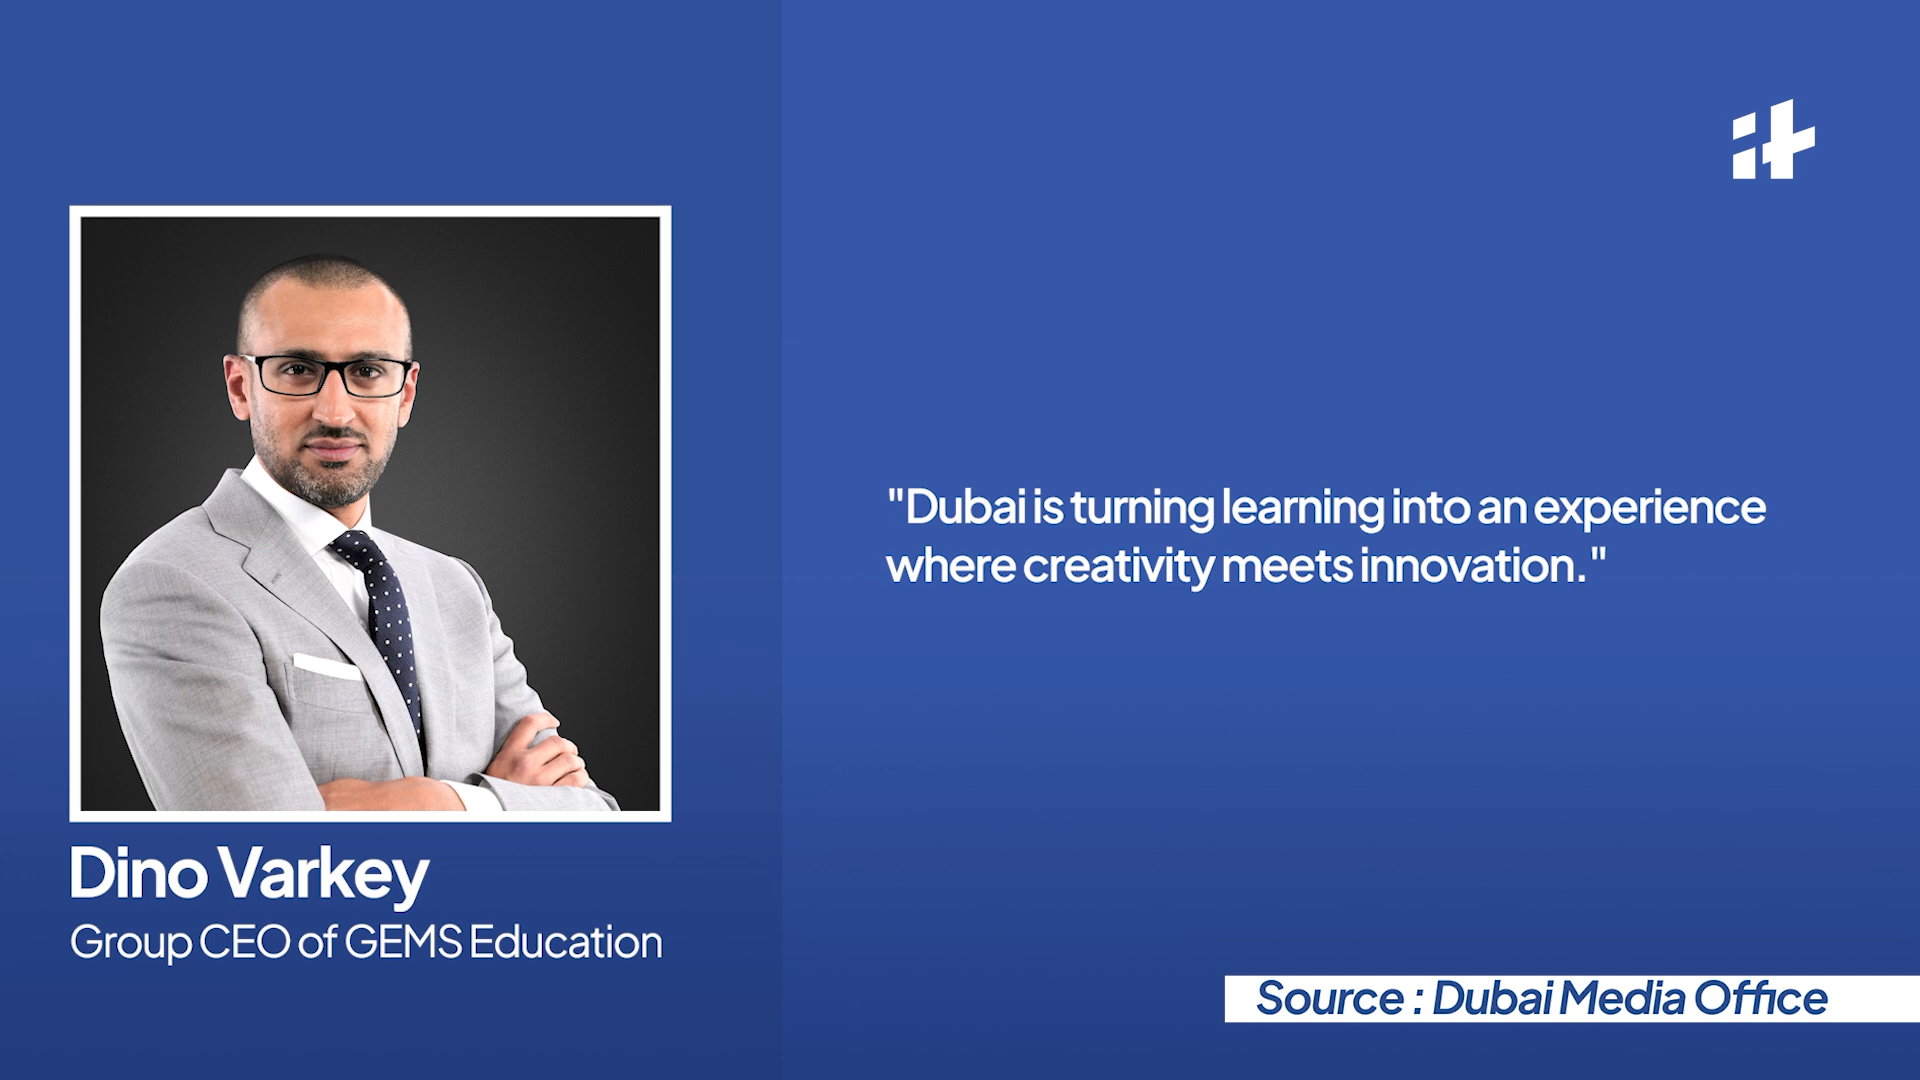 "Dubai is turning learning into an experience
where creativity meets innovation."
Dino Varkey
Group CEO of GEMS Education
Source : Dubai Media Office